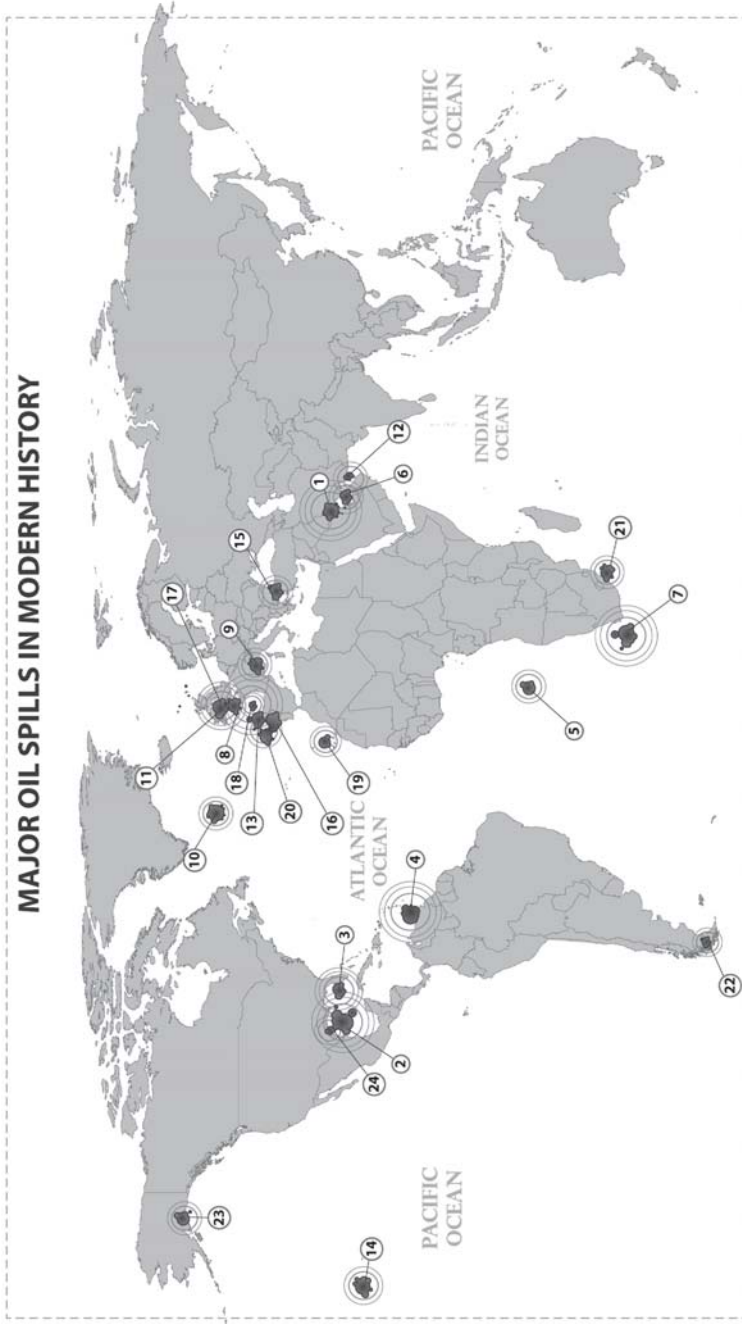 MAJOR OIL SPILLS IN MODERN HISTORY
23
14
PACIFIC
OCEAN
24
2
3
22
4
ATLANTIC
OCEAN
10
11
17
8
18
13
20
16
19
9
15
5
7
21
1
6
12
INDIAN
OCEAN
PACIFIC
OCEAN